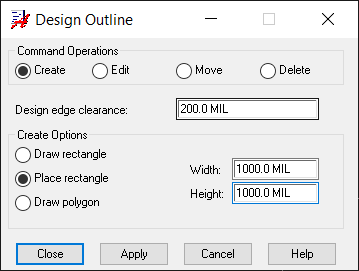 Design Outline
Command Operations
Create Edit Move Delete
Design edge clearance: 200.0 MIL
Create Options
Draw rectangle
Width: 1000.0 MIL
Place rectangle
Height: 1000.0 MIL
Draw polygon
Close Apply Cancel Help